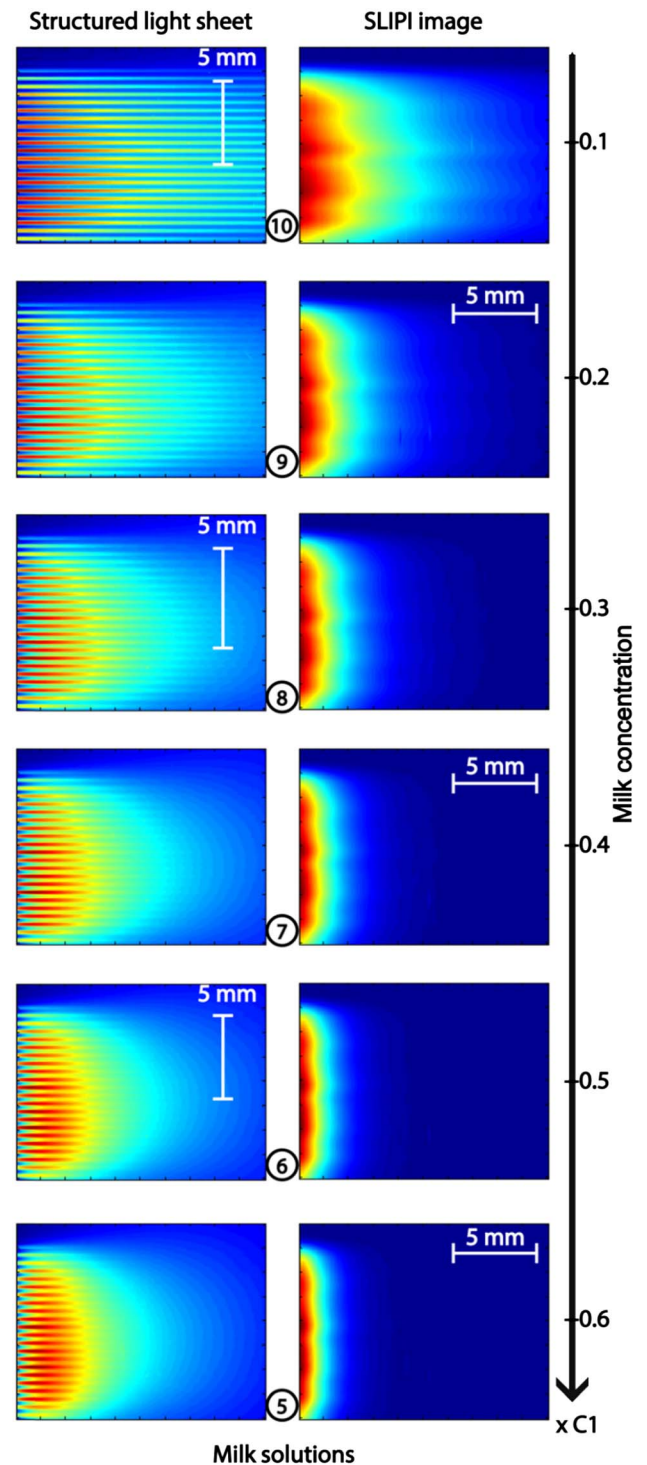 Structured light sheet
SLIPI image
5 mm
10
0.1
5 mm
9
0.2
5 mm
8
0.3
5 mm
7
0.4
Milk concentration
5 mm
6
0.5
5 mm
5
0.6
x C1
Milk solutions